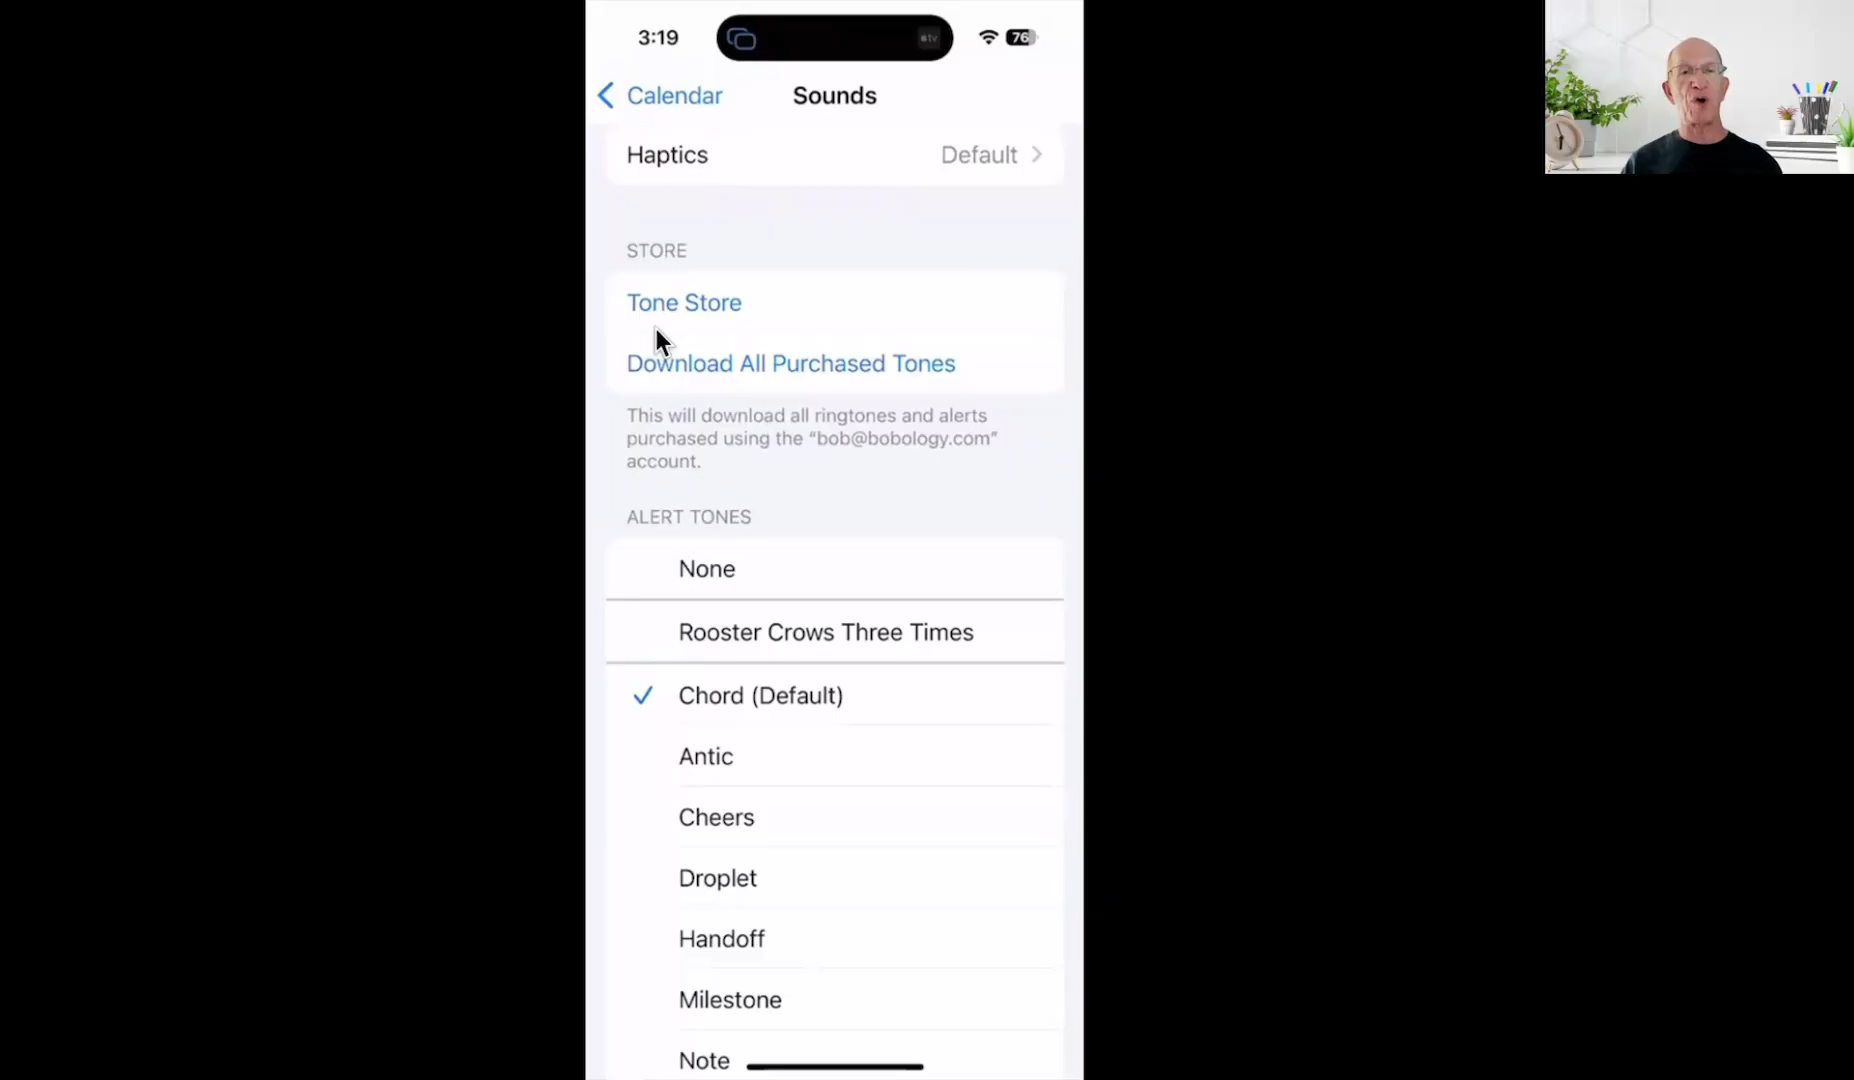 3:19
tv
76
Calendar
Sounds
Haptics
Default
STORE
Tone Store
Download All Purchased Tones
This will download all ringtones and alerts
purchased using the “bob@bobology.com”
account.
ALERT TONES
None
Rooster Crows Three Times
Chord (Default)
Antic
Cheers
Droplet
Handoff
Milestone
Note